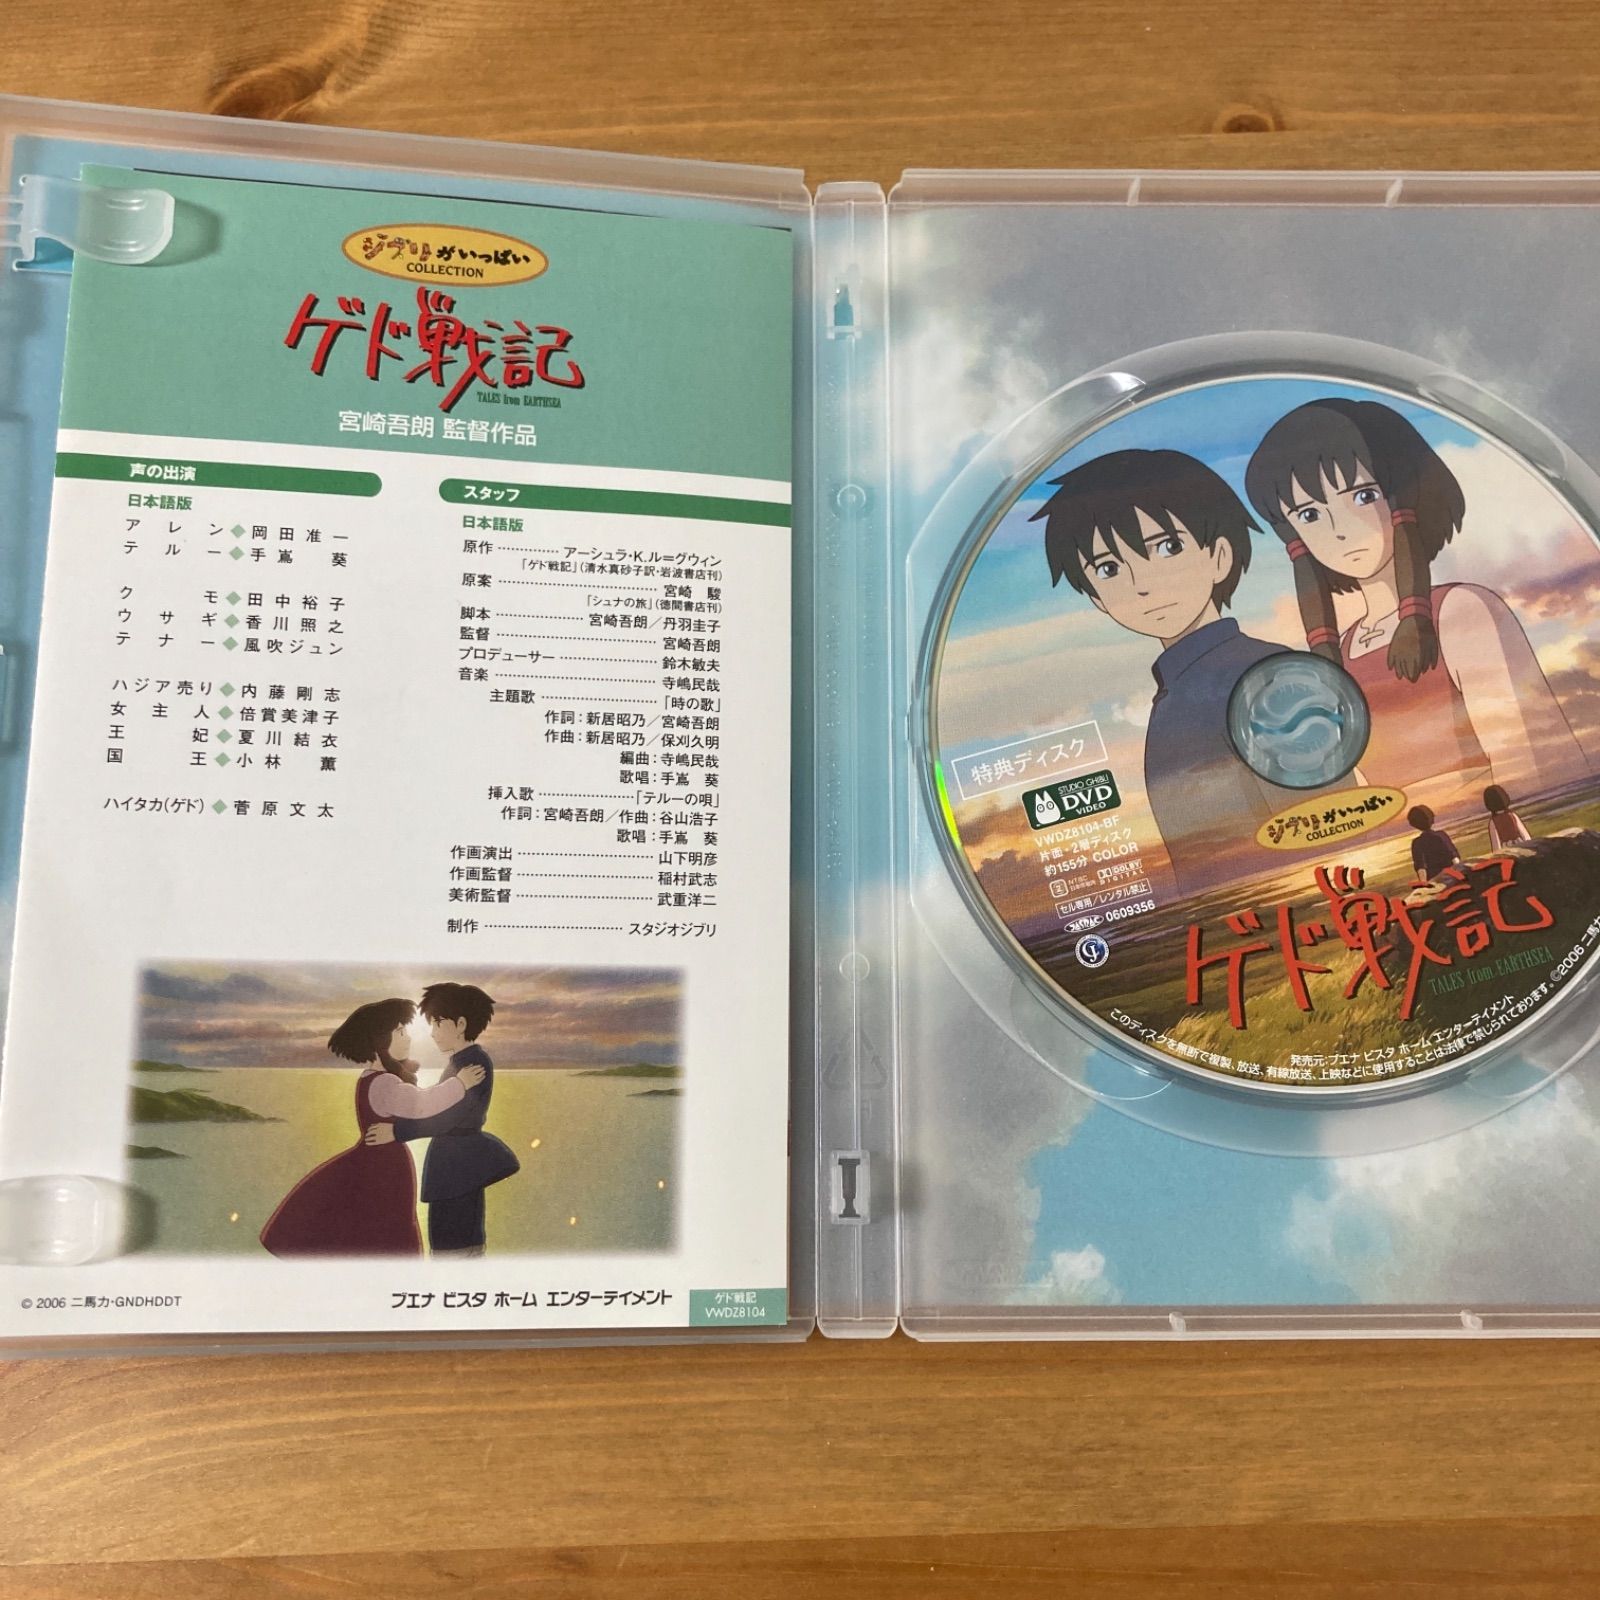 ジブリがいっぱい
COLLECTION
ゲド戦記
TALES from EARTHSEA
宮崎吾朗 監督作品
声の出演
日本語版
アレン◆岡田准一
テルー◆手嶌 葵
クモ◆田中裕子
ウサギ◆香川照之
テナー◆風吹ジュン
ハジア売り◆内藤剛志
女主人◆倍賞美津子
王妃◆夏川結衣
国王◆小林 薫
ハイタカ(ゲド)◆菅原文太
スタッフ
日本語版
原作 ………… アーシュラ・K.ル=グウィン
「ゲド戦記」(清水真砂子訳・岩波書店刊)
原案 ………… 宮崎 駿
「シュナの旅」(徳間書店刊)
脚本 ………… 宮崎吾朗/丹羽圭子
監督 ………… 宮崎吾朗
プロデューサー ………… 鈴木敏夫
音楽 ………… 寺嶋民哉
主題歌 …………「時の歌」
作詞:新居昭乃/宮崎吾朗
作曲:新居昭乃/保刈久明
編曲:寺嶋民哉
歌唱:手嶌 葵
挿入歌 …………「テルーの唄」
作詞:宮崎吾朗/作曲:谷山浩子
歌唱:手嶌 葵
作画演出 ………… 山下明彦
作画監督 ………… 稲村武志
美術監督 ………… 武重洋二
制作 ………… スタジオジブリ
© 2006 二馬力・GNDHDDT
ブエナ ビスタ ホーム エンターテイメント
ゲド戦記
VWDZ8104
特典ディスク
STUDIO GHIBLI
DVD
VIDEO
VWDZ8104-BF
片面・2層ディスク
約155分 COLOR
2 NTSC 日本市場向 DOLBY DIGITAL
セル専用/レンタル禁止
JASRAC 0609356
ジブリがいっぱい
COLLECTION
ゲド戦記
TALES from EARTHSEA
©2006 二馬力
発売元:ブエナ ビスタ ホーム エンターテイメント
このディスクを無断で複製、放送、有線放送、上映などに使用することは法律で禁じられております。